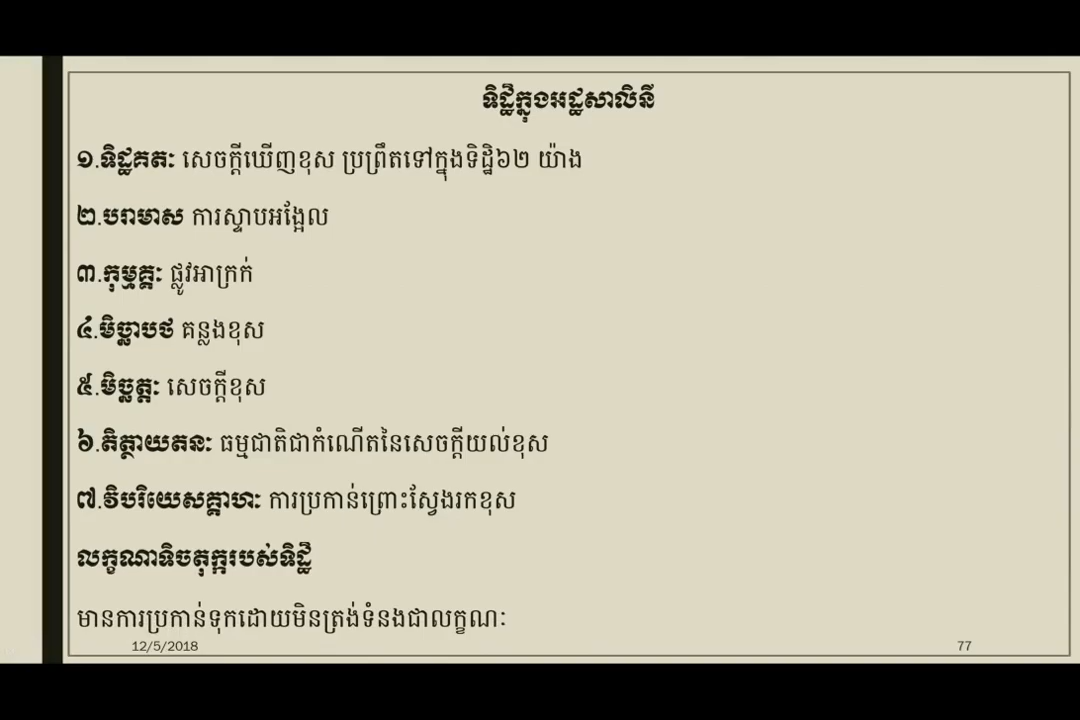 ទិដ្ឋិក្នុងអដ្ឋសាលិនី
១.ទិដ្ឋគតៈ សេចក្តីឃើញខុស ប្រព្រឹតទៅក្នុងទិដ្ឋិ៦២ យ៉ាង
២.បរាមាស ការស្ទាបអង្អែល
៣.កុម្មគ្គៈ ផ្លូវអាក្រក់
៤.មិច្ឆាបថ គន្លងខុស
៥.មិច្ឆត្តៈ សេចក្តីខុស
៦.តិត្ថាយតនៈ ធម្មជាតិជាកំណើតនៃសេចក្តីយល់ខុស
៧.វិបរិយេសគ្គាហៈ ការប្រកាន់ព្រោះស្វែងរកខុស
លក្ខណាទិចតុក្ករបស់ទិដ្ឋិ
មានការប្រកាន់ទុកដោយមិនត្រង់ទំនងជាលក្ខណៈ
12/5/2018 77